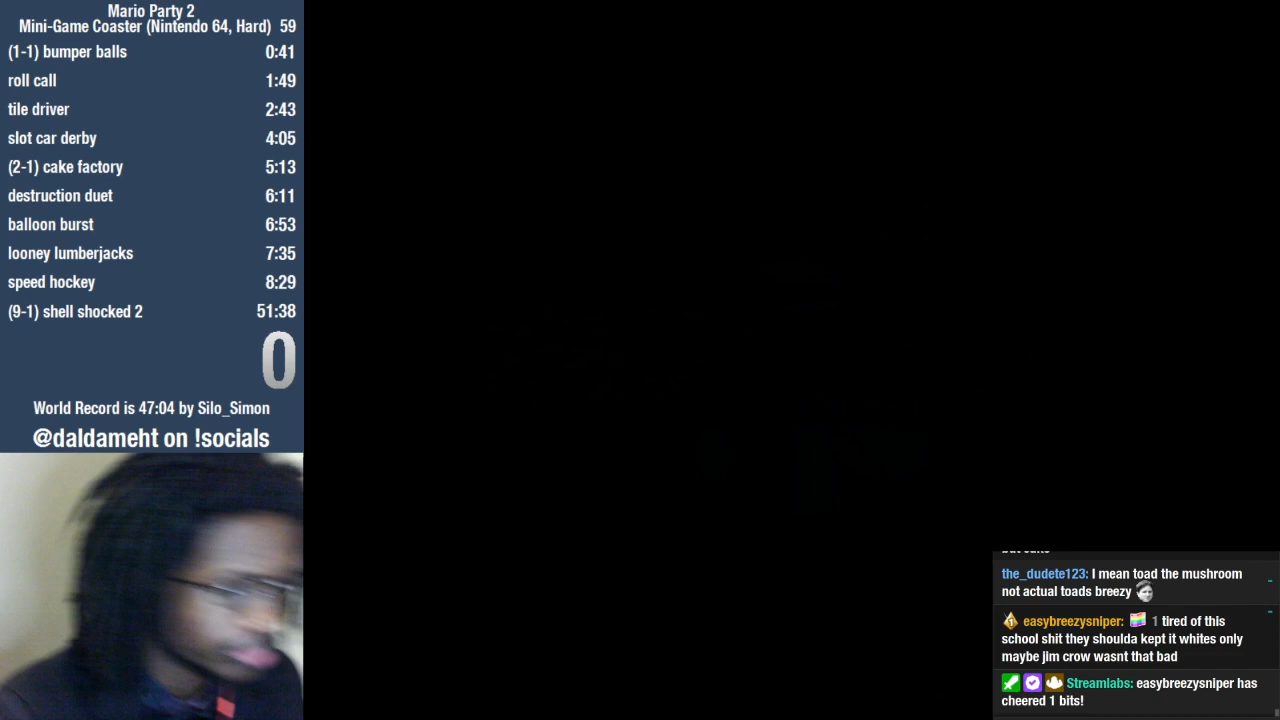 Mario Party 2
Mini-Game Coaster (Nintendo 64, Hard) 59
(1-1) bumper balls 0:41
roll call 1:49
tile driver 2:43
slot car derby 4:05
(2-1) cake factory 5:13
destruction duet 6:11
balloon burst 6:53
looney lumberjacks 7:35
speed hockey 8:29
(9-1) shell shocked 2 51:38
0
World Record is 47:04 by Silo_Simon
@daldameht on !socials
the_dudete123: I mean toad the mushroom
not actual toads breezy
easybreezysniper: 1 tired of this
school shit they shoulda kept it whites only
maybe jim crow wasnt that bad
Streamlabs: easybreezysniper has
cheered 1 bits!